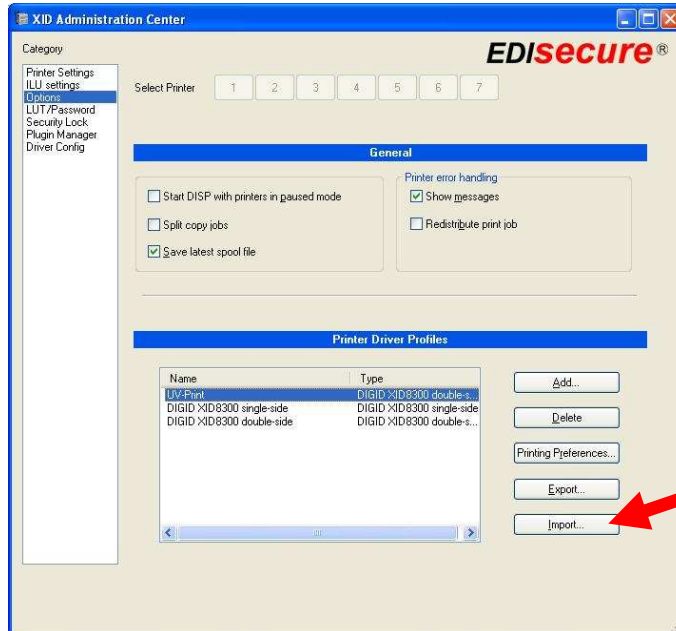 XID Administration Center
Category
EDIsecure®
Printer Settings
ILU settings
Options
LUT/Password
Security Lock
Plugin Manager
Driver Config
Select Printer 1 2 3 4 5 6 7
General
Printer error handling
Start DISP with printers in paused mode
Show messages
Split copy jobs
Redistribute print job
Save latest spool file
Printer Driver Profiles
Name Type
UV-Print DIGID XID8300 double-s...
DIGID XID8300 single-side DIGID XID8300 single-side
DIGID XID8300 double-side DIGID XID8300 double-s...
Add...
Delete
Printing Preferences...
Export...
Import...